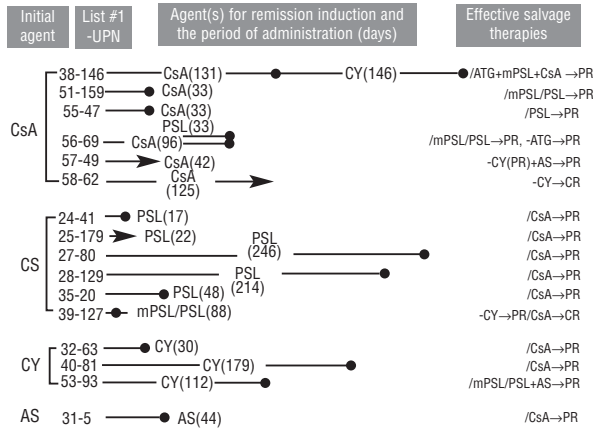 Initial agent
List #1 -UPN
Agent(s) for remission induction and the period of administration (days)
Effective salvage therapies
CsA
38-146 CsA(131) CY(146) /ATG+mPSL+CsA→PR
51-159 CsA(33) /mPSL/PSL→PR
55-47 CsA(33) /PSL→PR
PSL(33)
56-69 CsA(96) /mPSL/PSL→PR, -ATG→PR
57-49 CsA(42) -CY(PR)+AS→PR
58-62 CsA (125) -CY→CR
CS
24-41 PSL(17) /CsA→PR
25-179 PSL(22) /CsA→PR
27-80 PSL (246) /CsA→PR
28-129 PSL (214) /CsA→PR
35-20 PSL(48) /CsA→PR
39-127 mPSL/PSL(88) -CY→PR/CsA→CR
CY
32-63 CY(30) /CsA→PR
40-81 CY(179) /CsA→PR
53-93 CY(112) /mPSL/PSL+AS→PR
AS 31-5 AS(44) /CsA→PR